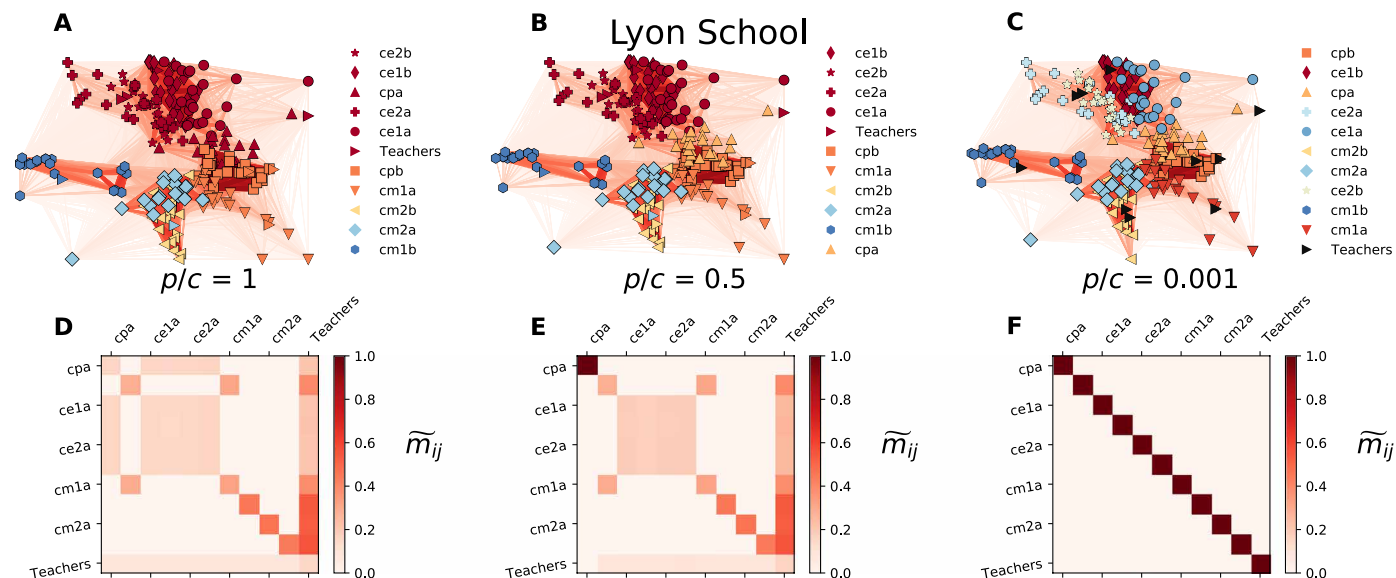 A
B
Lyon School
C
ce2b
ce1b
cpa
ce2a
ce1a
Teachers
cpb
cm1a
cm2b
cm2a
cm1b
ce1b
ce2b
ce2a
ce1a
Teachers
cpb
cm1a
cm2b
cm2a
cm1b
cpa
cpb
ce1b
cpa
ce2a
ce1a
cm2b
cm2a
ce2b
cm1b
cm1a
Teachers
p/c = 1
p/c = 0.5
p/c = 0.001
D
cpa
ce1a
ce2a
cm1a
cm2a
Teachers
cpa
ce1a
ce2a
cm1a
cm2a
Teachers
1.0
0.8
0.6
0.4
0.2
0.0
m̃ij
E
cpa
ce1a
ce2a
cm1a
cm2a
Teachers
cpa
ce1a
ce2a
cm1a
cm2a
Teachers
1.0
0.8
0.6
0.4
0.2
0.0
m̃ij
F
cpa
ce1a
ce2a
cm1a
cm2a
Teachers
cpa
ce1a
ce2a
cm1a
cm2a
Teachers
1.0
0.8
0.6
0.4
0.2
0.0
m̃ij